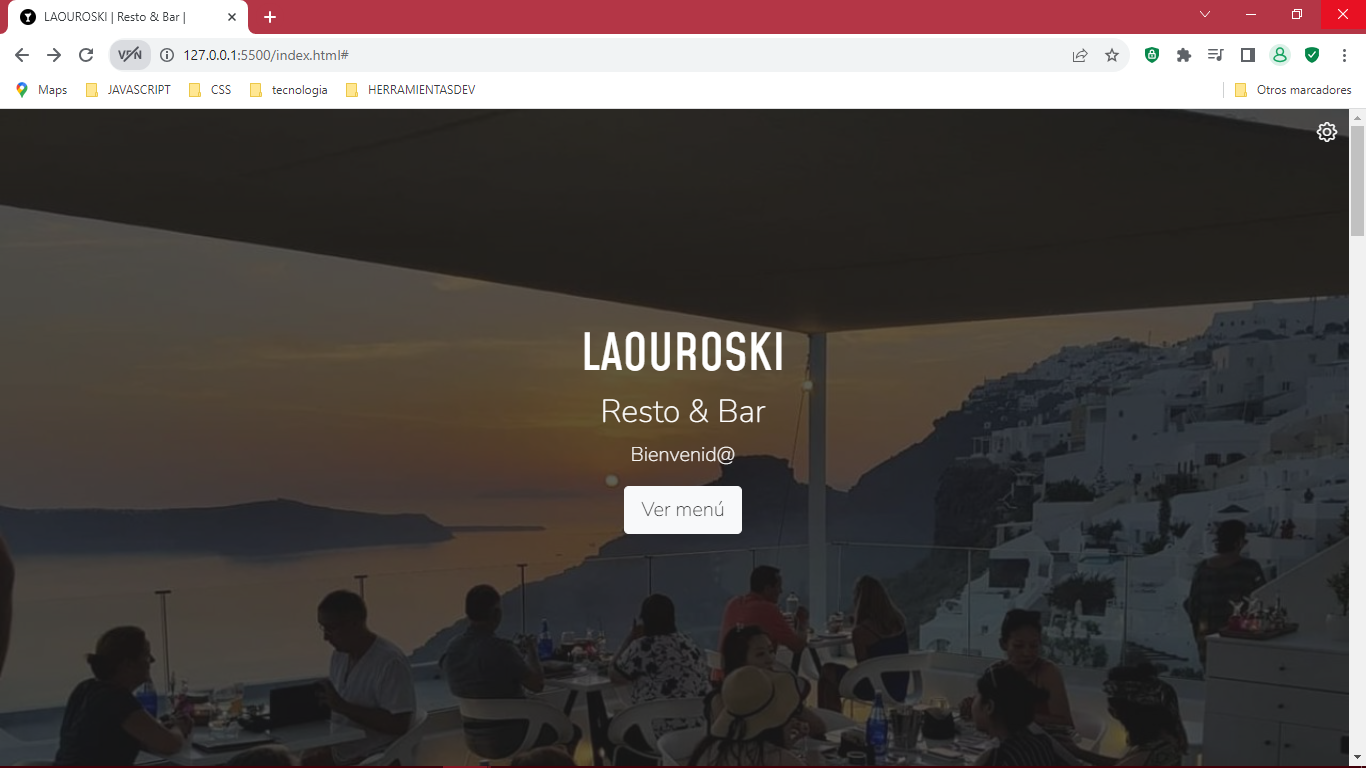 LAOUROSKI | Resto & Bar |
VPN 127.0.0.1:5500/index.html#
Maps JAVASCRIPT CSS tecnologia HERRAMIENTASDEV Otros marcadores
LAOUROSKI
Resto & Bar
Bienvenid@
Ver menú